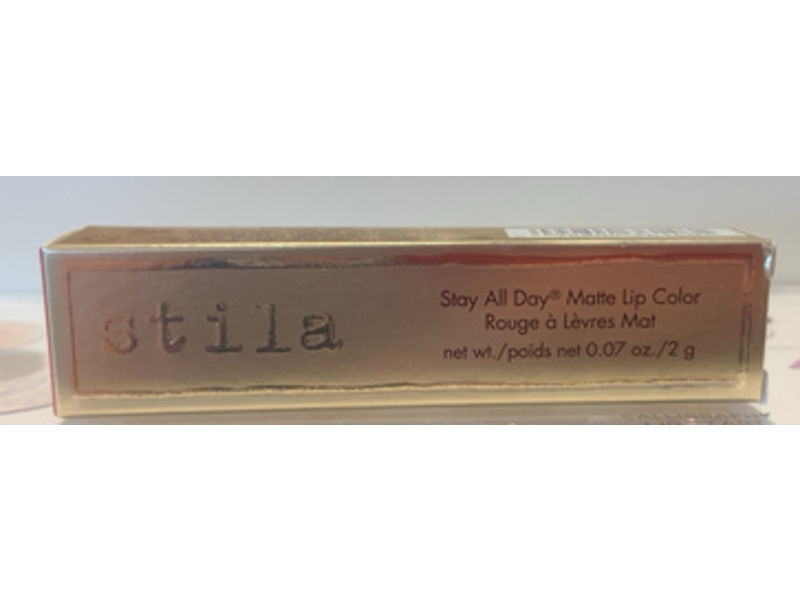 stila
Stay All Day® Matte Lip Color
Rouge à Lèvres Mat
net wt./poids net 0.07 oz./2 g